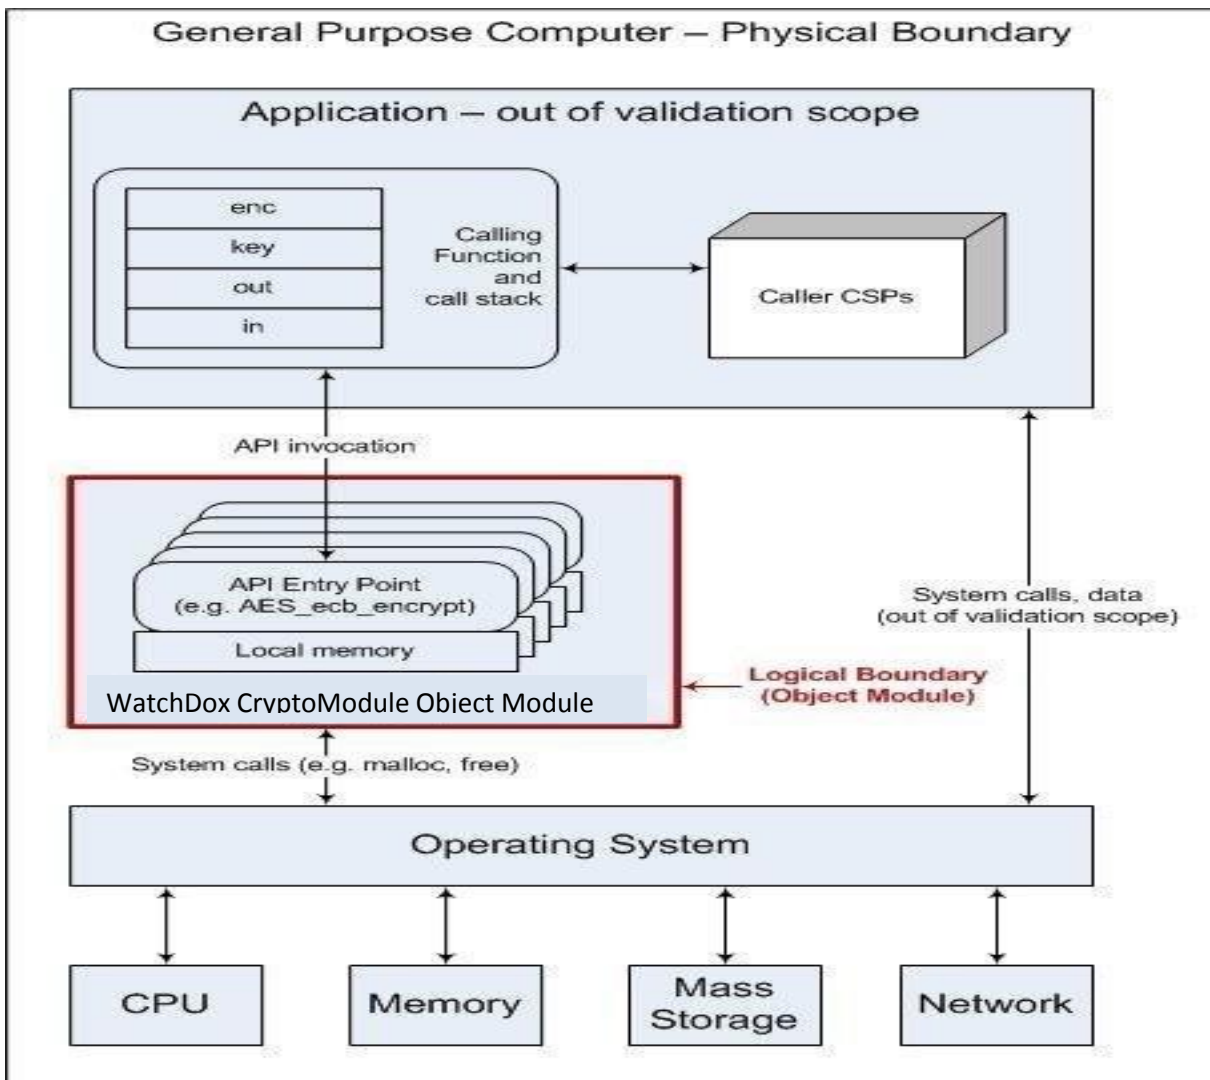 General Purpose Computer – Physical Boundary
Application – out of validation scope
enc
key
out
in
Calling
Function
and
call stack
Caller CSPs
API invocation
API Entry Point
(e.g. AES_ecb_encrypt)
Local memory
WatchDox CryptoModule Object Module
Logical Boundary
(Object Module)
System calls, data
(out of validation scope)
System calls (e.g. malloc, free)
Operating System
CPU
Memory
Mass
Storage
Network